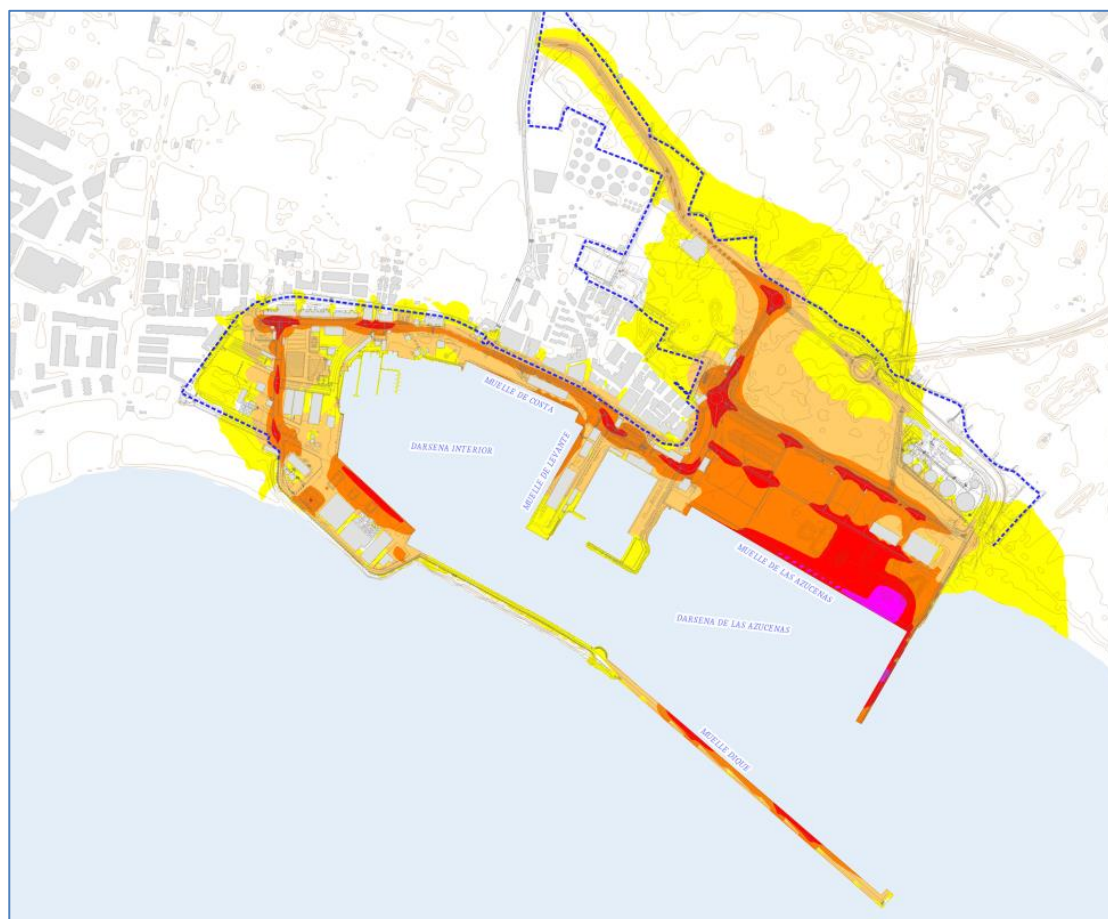 MUELLE DE COSTA
DARSENA INTERIOR
MUELLE DE LEVANTE
MUELLE DE LAS AZUCENAS
DARSENA DE LAS AZUCENAS
MUELLE DIQUE